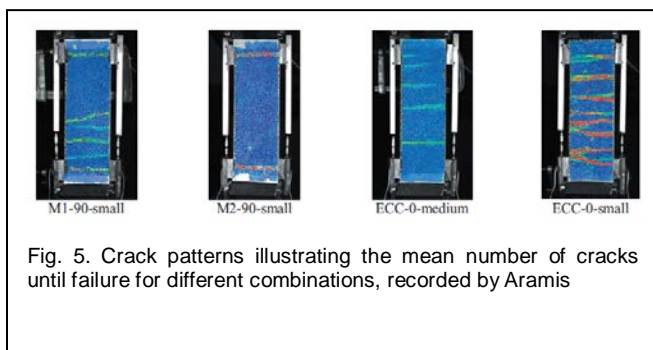 M1-90-small M2-90-small ECC-0-medium ECC-0-small
Fig. 5. Crack patterns illustrating the mean number of cracks
until failure for different combinations, recorded by Aramis